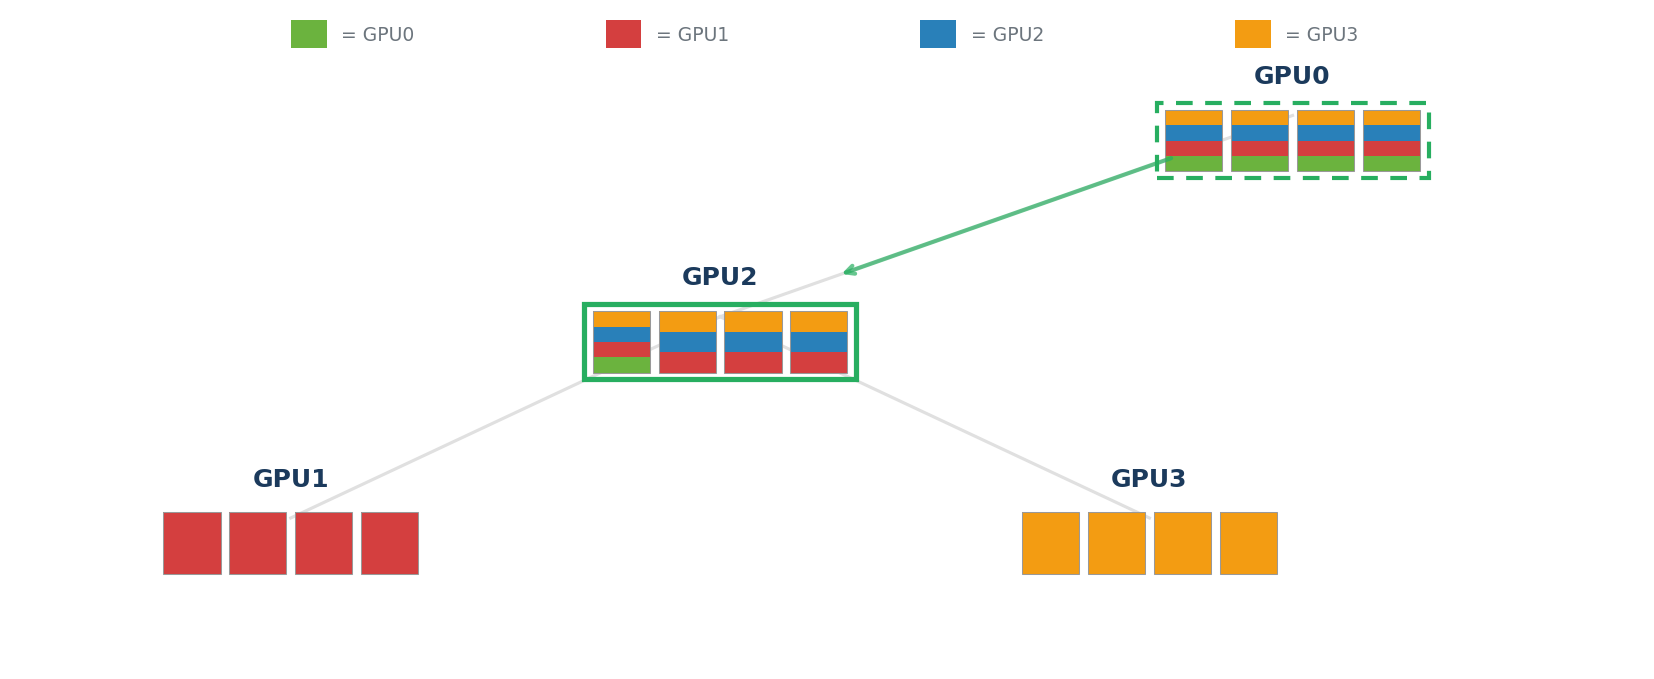 = GPU0
= GPU1
= GPU2
= GPU3
GPU0
GPU2
GPU1
GPU3